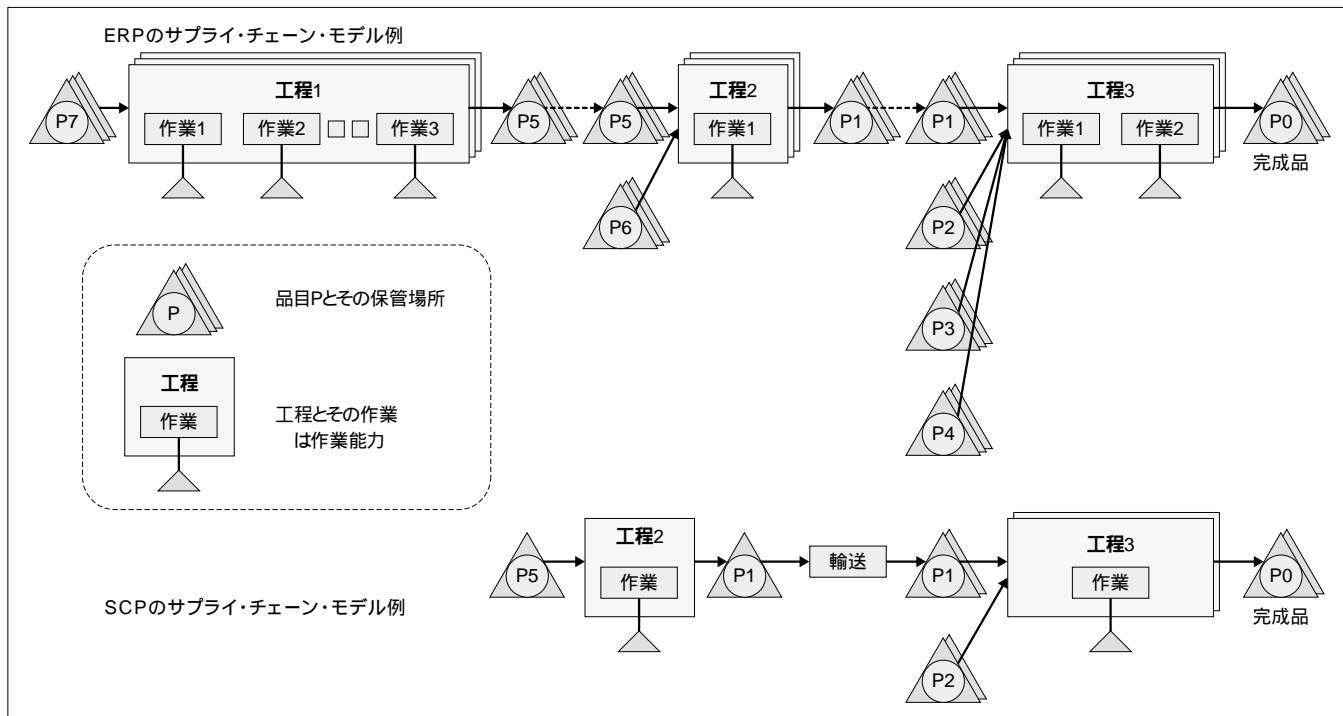 ERPのサプライ・チェーン・モデル例
P7
工程1
作業1
作業2
□□
作業3
P5
P5
P6
工程2
作業1
P1
P1
P2
P3
P4
工程3
作業1
作業2
P0
完成品
P
品目Pとその保管場所
工程
作業
工程とその作業
は作業能力
SCPのサプライ・チェーン・モデル例
P5
工程2
作業
P1
輸送
P1
P2
工程3
作業
P0
完成品